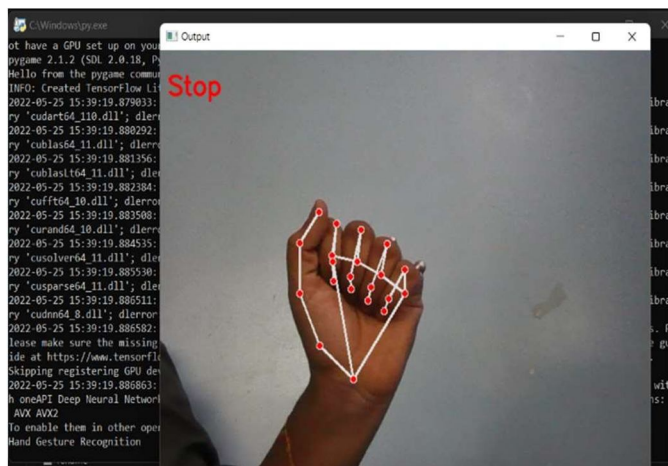 C:\Windows\py.exe
Output
Stop
ot have a GPU set up on you
pygame 2.1.2 (SDL 2.0.18, Py
Hello from the pygame commu
INFO: Created TensorFlow Li
2022-05-25 15:39:19.879033:
ry 'cudart64_110.dll'; dler
2022-05-25 15:39:19.880292:
ry 'cublas64_11.dll'; dlerro
2022-05-25 15:39:19.881356:
ry 'cublasLt64_11.dll'; dle
2022-05-25 15:39:19.882384:
ry 'cufft64_10.dll'; dlerro
2022-05-25 15:39:19.883508:
ry 'curand64_10.dll'; dlerr
2022-05-25 15:39:19.884535:
ry 'cusolver64_11.dll'; dle
2022-05-25 15:39:19.885530:
ry 'cusparse64_11.dll'; dle
2022-05-25 15:39:19.886511:
ry 'cudnn64_8.dll'; dlerror
2022-05-25 15:39:19.886582:
lease make sure the missing
ide at https://www.tensorfl
Skipping registering GPU de
2022-05-25 15:39:19.886863: wit
h oneAPI Deep Neural Networ ns:
AVX AVX2
To enable them in other oper
Hand Gesture Recognition